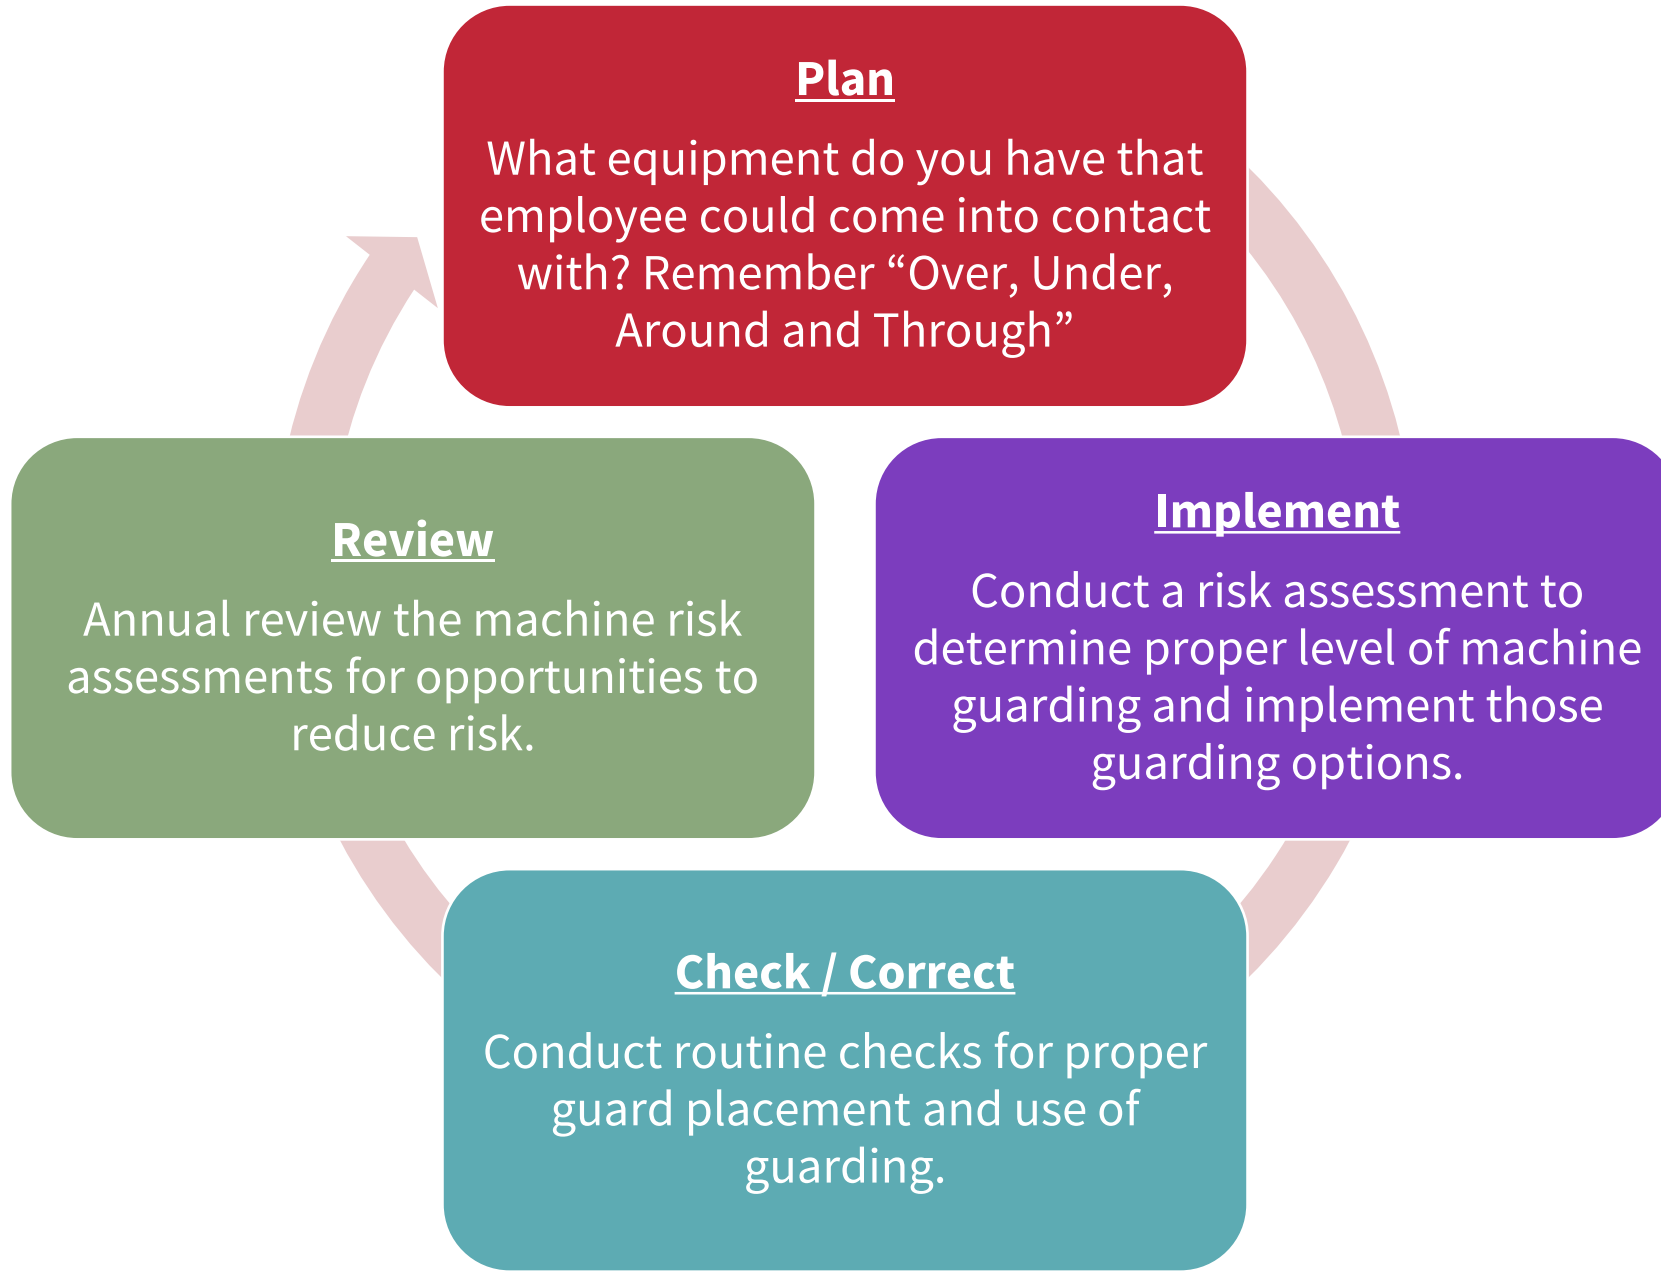 Plan
What equipment do you have that
employee could come into contact
with? Remember “Over, Under,
Around and Through”
Implement
Conduct a risk assessment to
determine proper level of machine
guarding and implement those
guarding options.
Check / Correct
Conduct routine checks for proper
guard placement and use of
guarding.
Review
Annual review the machine risk
assessments for opportunities to
reduce risk.